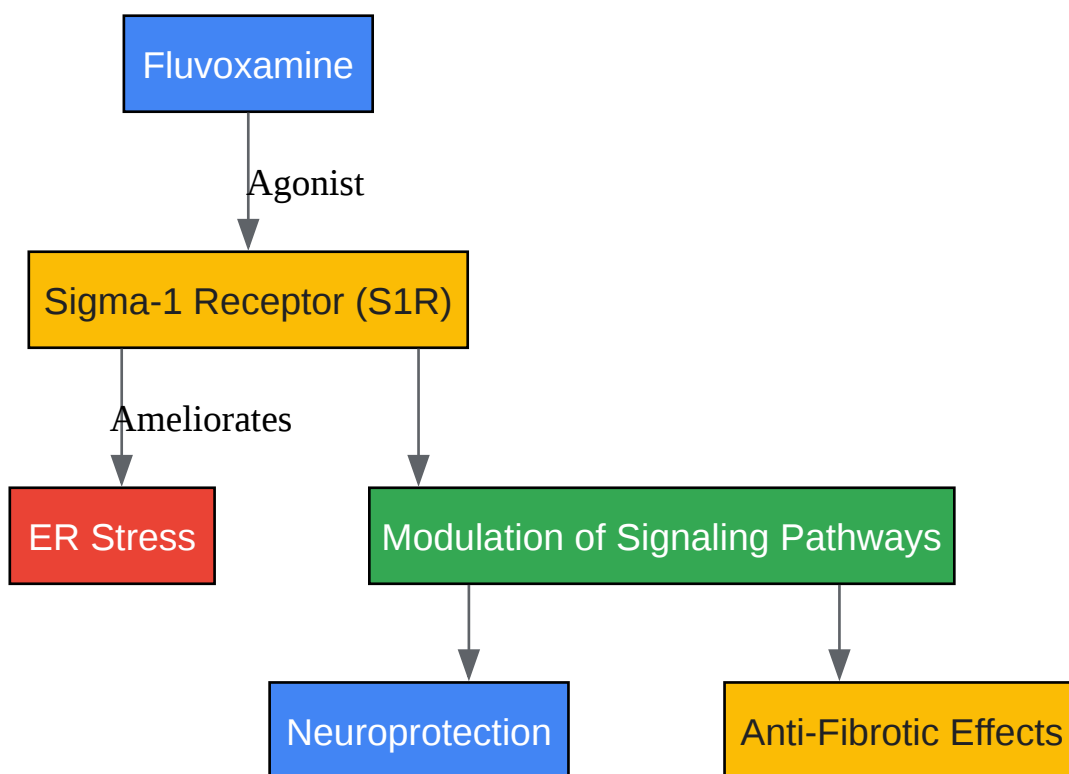 Fluvoxamine
Agonist
Sigma-1 Receptor (S1R)
Ameliorates
ER Stress
Modulation of Signaling Pathways
Neuroprotection
Anti-Fibrotic Effects